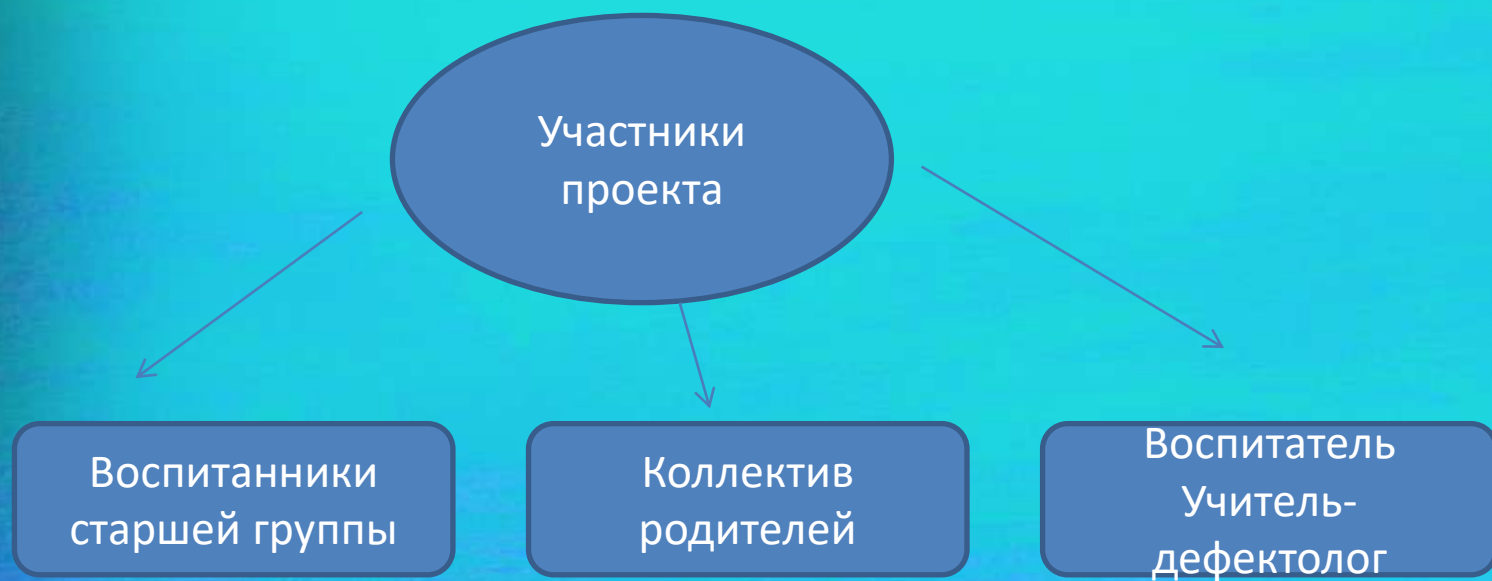 Участники
проекта
Воспитанники
старшей группы
Коллектив
родителей
Воспитатель
Учитель-
дефектолог